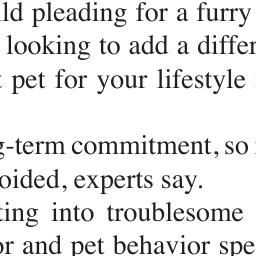 ld pleading for a furry
looking to add a differ
t pet for your lifestyle
g-term commitment, so
oided, experts say.
ting into troublesome
or and pet behavior spe